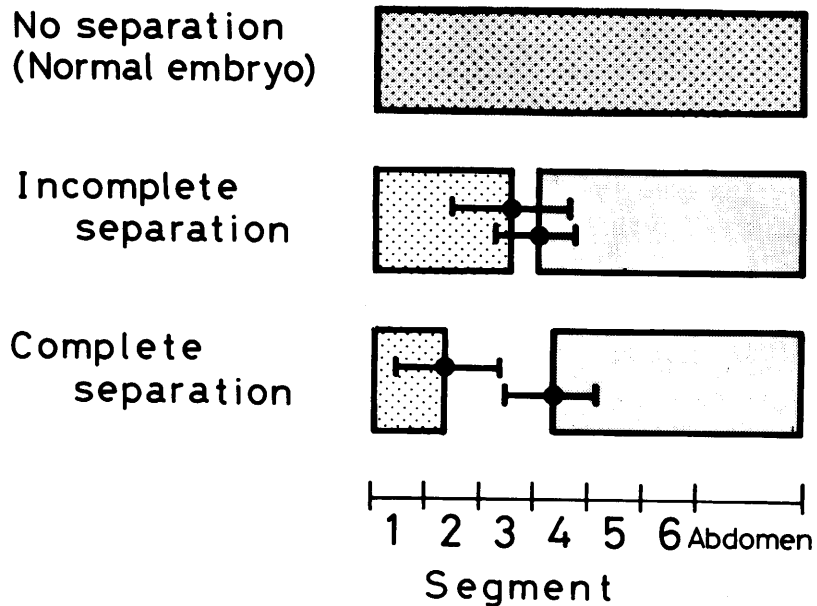 No separation
(Normal embryo)
Incomplete
separation
Complete
separation
1 2 3 4 5 6 Abdomen
Segment